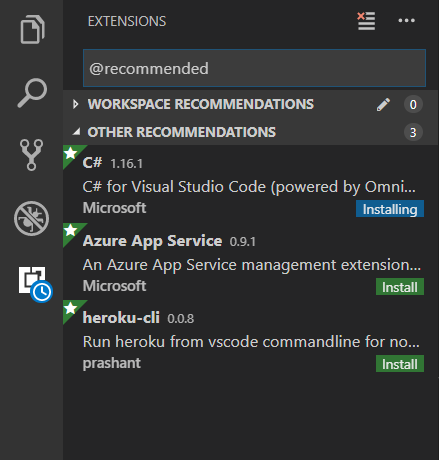 EXTENSIONS
@recommended
WORKSPACE RECOMMENDATIONS 0
OTHER RECOMMENDATIONS 3
C# 1.16.1
C# for Visual Studio Code (powered by Omni...
Microsoft Installing
Azure App Service 0.9.1
An Azure App Service management extension...
Microsoft Install
heroku-cli 0.0.8
Run heroku from vscode commandline for no...
prashant Install